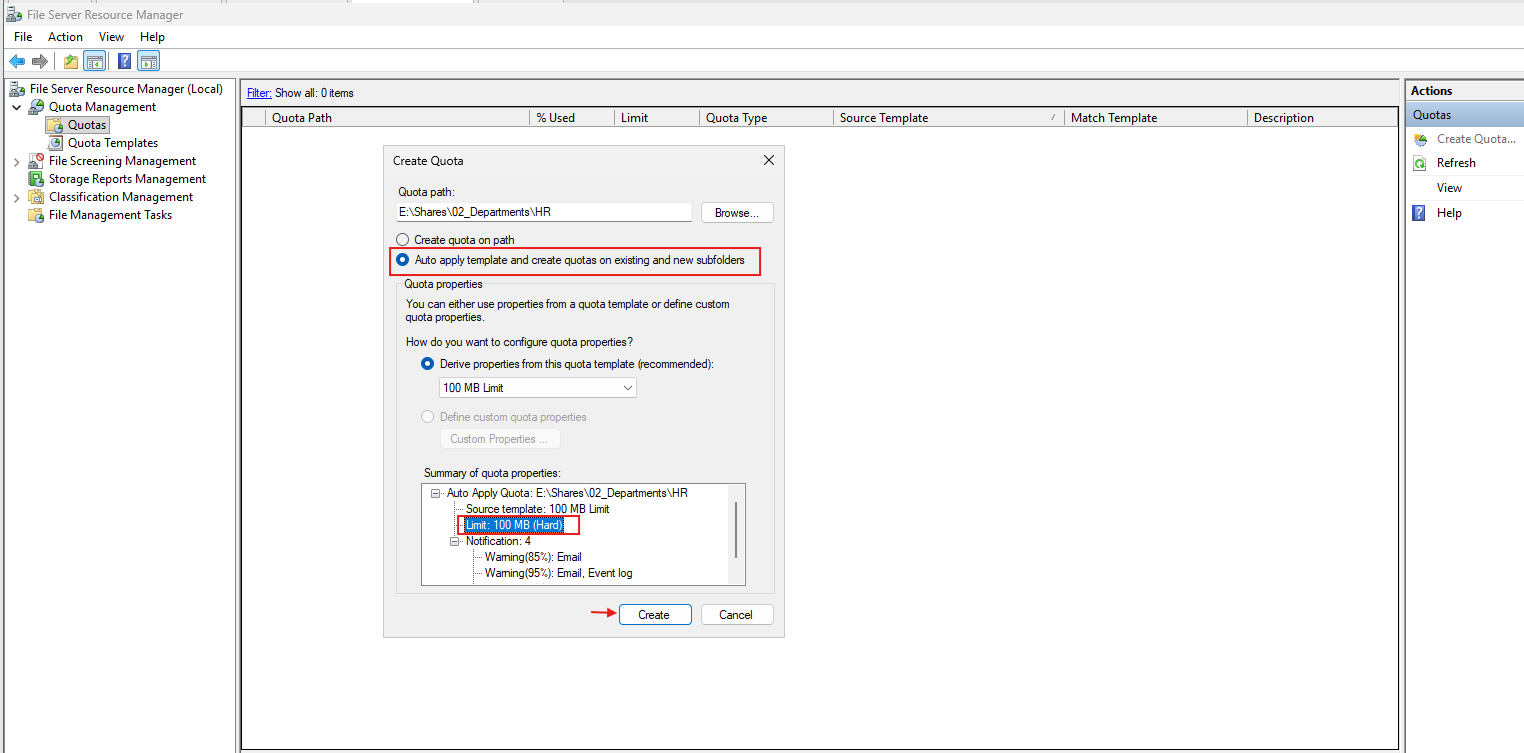 File Server Resource Manager
File Action View Help
File Server Resource Manager (Local)
Quota Management
Quotas
Quota Templates
File Screening Management
Storage Reports Management
Classification Management
File Management Tasks
Filter: Show all: 0 items
Quota Path % Used Limit Quota Type Source Template Match Template Description
Create Quota
Quota path:
E:\Shares\02_Departments\HR Browse...
Create quota on path
Auto apply template and create quotas on existing and new subfolders
Quota properties
You can either use properties from a quota template or define custom
quota properties.
How do you want to configure quota properties?
Derive properties from this quota template (recommended):
100 MB Limit
Define custom quota properties
Custom Properties ...
Summary of quota properties:
Auto Apply Quota: E:\Shares\02_Departments\HR
Source template: 100 MB Limit
Limit: 100 MB (Hard)
Notification: 4
Warning(85%): Email
Warning(95%): Email, Event log
Create Cancel
Actions
Quotas
Create Quota...
Refresh
View
Help